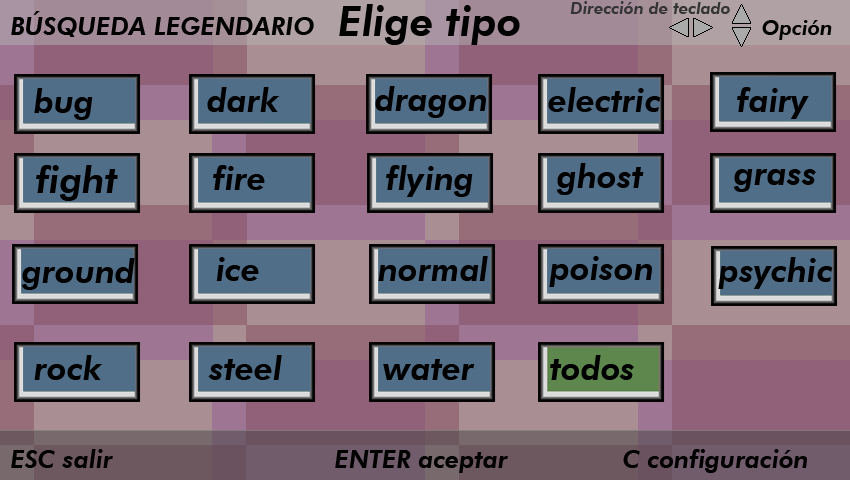 Dirección de teclado
BÚSQUEDA LEGENDARIO Elige tipo Opción
bug dark dragon electric fairy
fight fire flying ghost grass
ground ice normal poison psychic
rock steel water todos
ESC salir ENTER aceptar C configuración